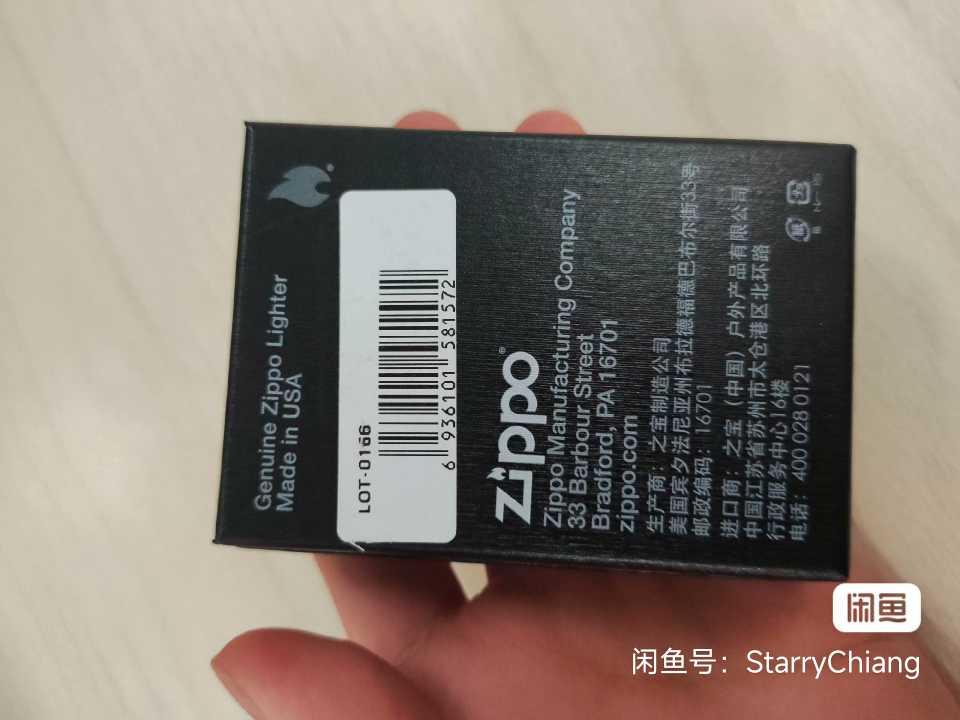 Genuine Zippo Lighter
Made in USA
LOT-0166
6 936101 581572
zippo
Zippo Manufacturing Company
33 Barbour Street
Bradford, PA 16701
zippo.com
生产商：之宝制造公司
美国宾夕法尼亚州布拉德福德巴布尔街33号
邮政编码：16701
进口商：之宝（中国）户外产品有限公司
中国江苏省苏州市太仓港区北环路
行政服务中心16楼
电话：400 028 0121
闲鱼
闲鱼号：StarryChiang